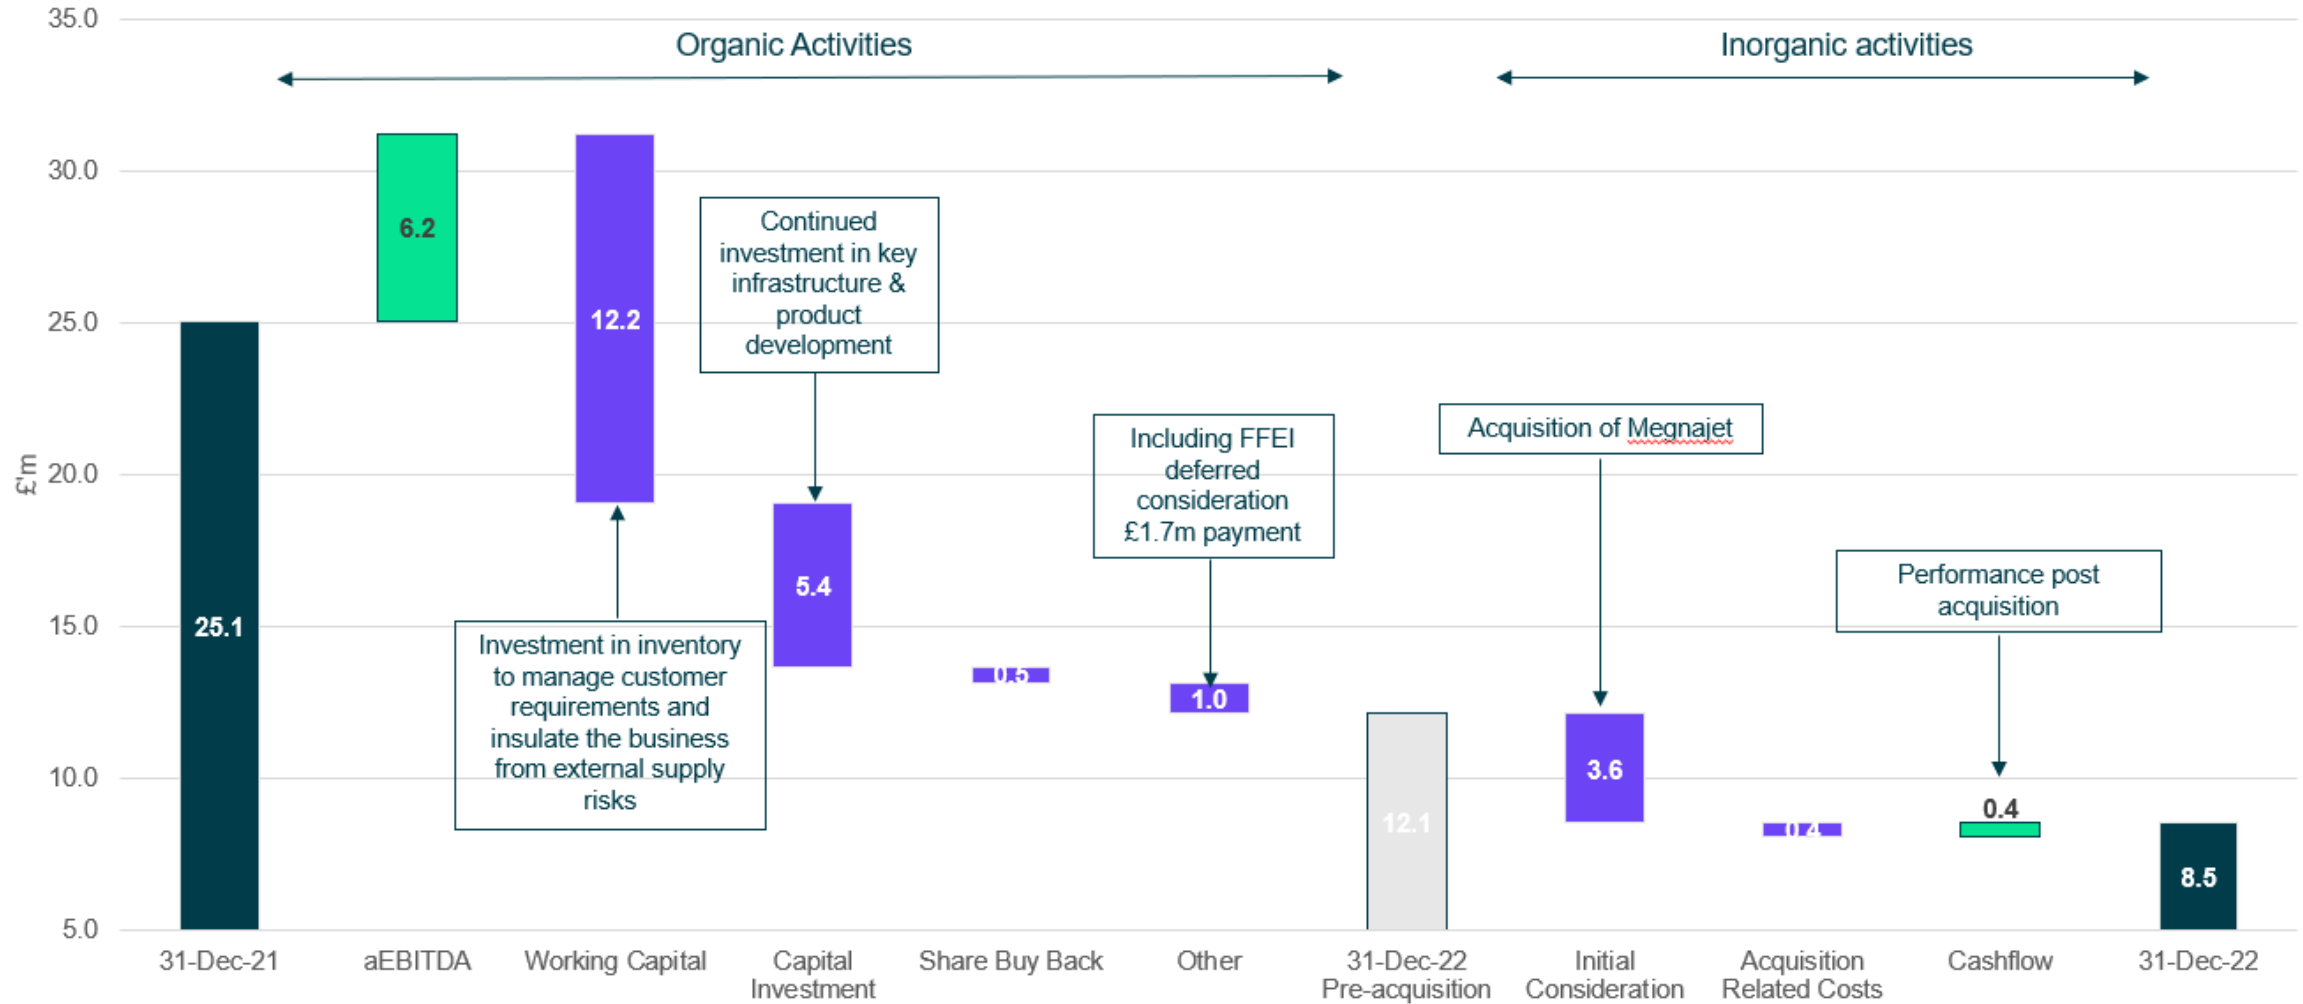 35.0
Organic Activities
Inorganic activities
30.0
6.2
12.2
Continued
investment in key
infrastructure &
product
development
25.0
25.1
20.0
£'m
Including FFEI
deferred
consideration
£1.7m payment
Acquisition of Megnajet
Performance post
acquisition
15.0
5.4
Investment in inventory
to manage customer
requirements and
insulate the business
from external supply
risks
0.5
1.0
12.1
3.6
10.0
0.4
0.4
8.5
5.0
31-Dec-21
aEBITDA
Working Capital
Capital
Investment
Share Buy Back
Other
31-Dec-22
Pre-acquisition
Initial
Consideration
Acquisition
Related Costs
Cashflow
31-Dec-22